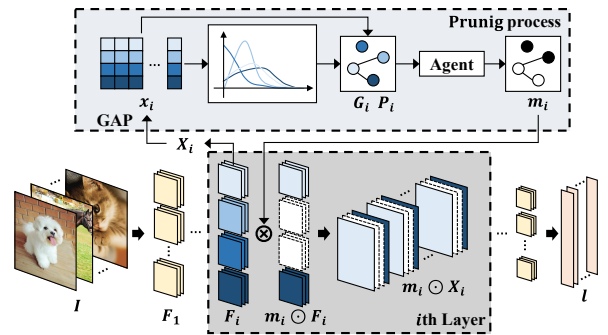 Prunig process
...
x_i
G_i P_i
Agent
m_i
GAP
X_i
...
...
...
...
⊗
I
F_1
F_i
m_i ⊙ F_i
m_i ⊙ X_i
ith Layer
l